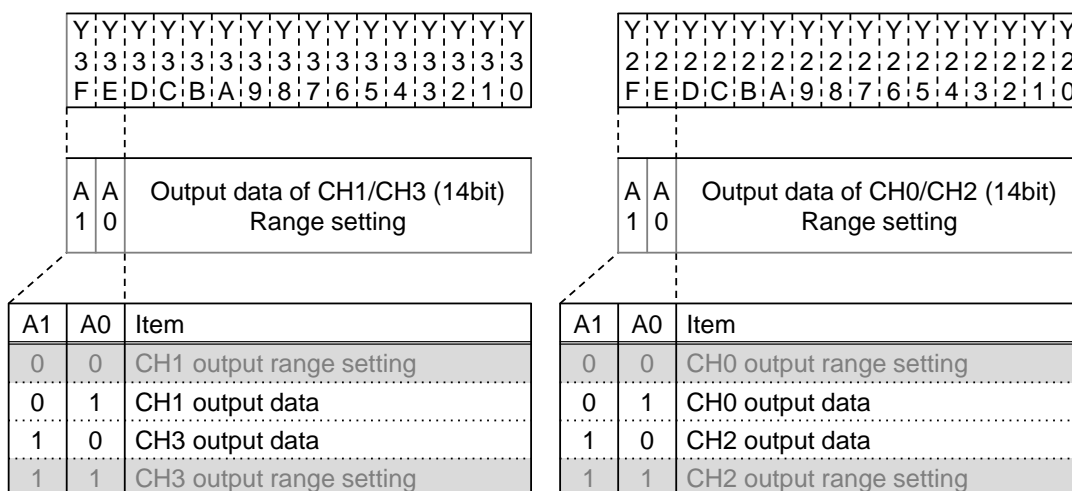 Y Y Y Y Y Y Y Y Y Y Y Y Y Y Y Y
3 3 3 3 3 3 3 3 3 3 3 3 3 3 3 3
F E D C B A 9 8 7 6 5 4 3 2 1 0
Y Y Y Y Y Y Y Y Y Y Y Y Y Y Y Y
2 2 2 2 2 2 2 2 2 2 2 2 2 2 2 2
F E D C B A 9 8 7 6 5 4 3 2 1 0
A A Output data of CH1/CH3 (14bit)
1 0 Range setting
A A Output data of CH0/CH2 (14bit)
1 0 Range setting
A1 A0 Item
0 0 CH1 output range setting
0 1 CH1 output data
1 0 CH3 output data
1 1 CH3 output range setting
A1 A0 Item
0 0 CH0 output range setting
0 1 CH0 output data
1 0 CH2 output data
1 1 CH2 output range setting